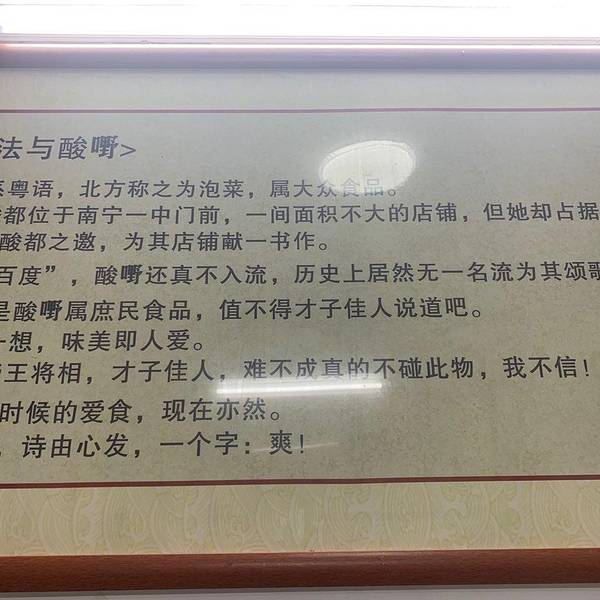 法与酸嘢>
系粤语，北方称之为泡菜，属大众食品。
都位于南宁一中门前，一间面积不大的店铺，但她却占据
酸都之邀，为其店铺献一书作。
百度”，酸嘢还真不入流，历史上居然无一名流为其颂歌
是酸嘢属庶民食品，值不得才子佳人说道吧。
一想，味美即人爱。
王将相，才子佳人，难不成真的不碰此物，我不信！
时候的爱食，现在亦然。
，诗由心发，一个字：爽！